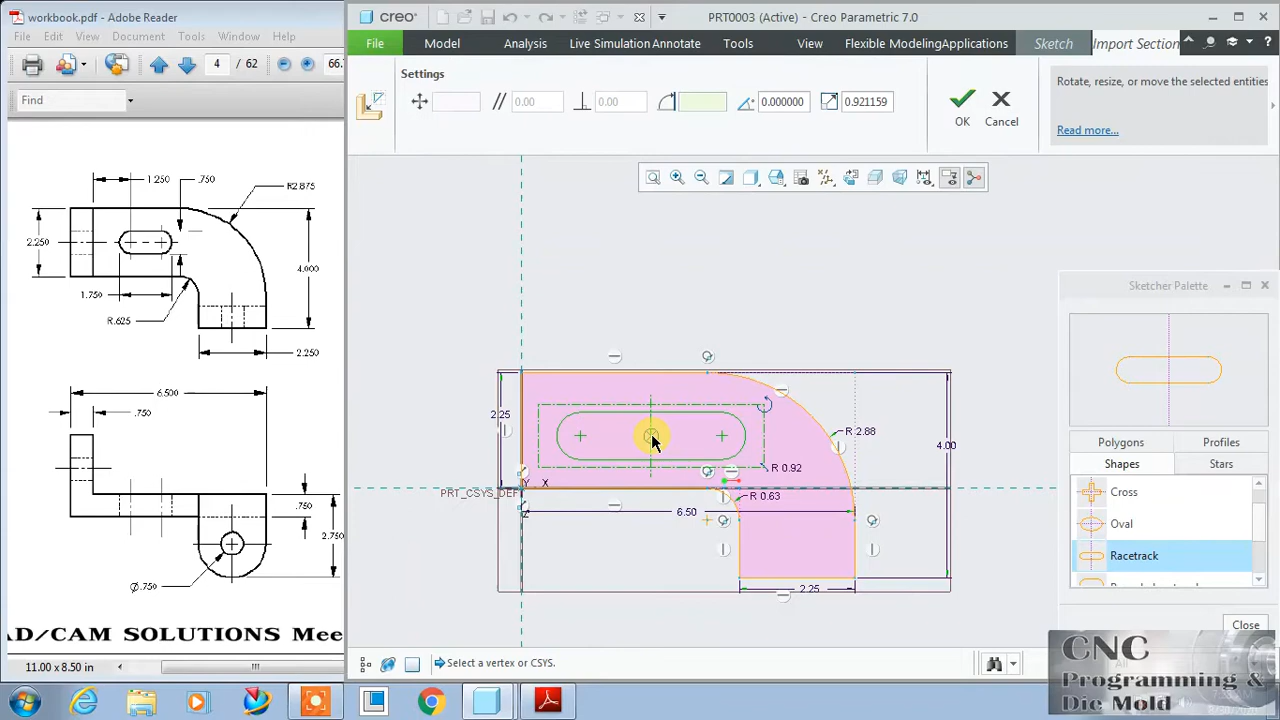 workbook.pdf - Adobe Reader
File Edit View Document Tools Window Help
4 / 62
66.
Find
1.250
.750
R2.875
2.250
4.000
1.750
R.625
2.250
6.500
.750
.750
2.750
Ø.750
AD/CAM SOLUTIONS Mee
11.00 x 8.50 in
creo
PRT0003 (Active) - Creo Parametric 7.0
File Model Analysis Live Simulation Annotate Tools View Flexible Modeling Applications Sketch Import Section
Settings
0.00
0.00
0.000000
0.921159
OK
Cancel
Rotate, resize, or move the selected entities
Read more...
2.25
R 2.88
4.00
R 0.92
PRT_CSYS_DEF
Y X
Z
R 0.63
6.50
2.25
Sketcher Palette
Polygons
Profiles
Shapes
Stars
Cross
Oval
Racetrack
Close
Select a vertex or CSYS.
All
CNC
Programming &
Die Mold